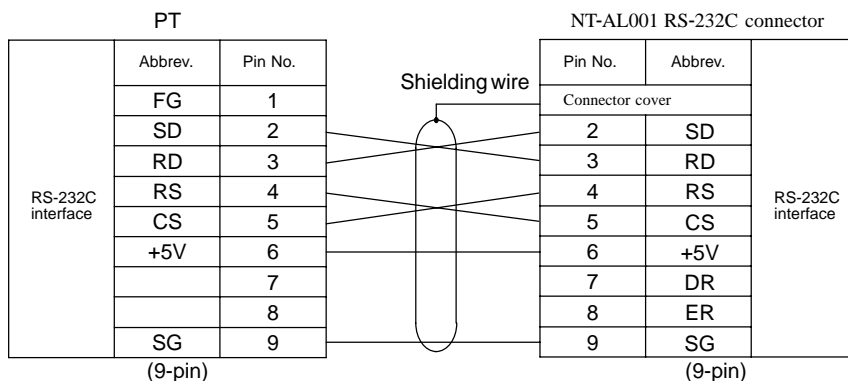 PT NT-AL001 RS-232C connector
Abbrev. Pin No. Shielding wire Pin No. Abbrev.
FG 1 Connector cover
SD 2 2 SD
RD 3 3 RD
RS 4 4 RS
RS-232C interface CS 5 5 CS RS-232C interface
+5V 6 6 +5V
7 7 DR
8 8 ER
SG 9 9 SG
(9-pin) (9-pin)